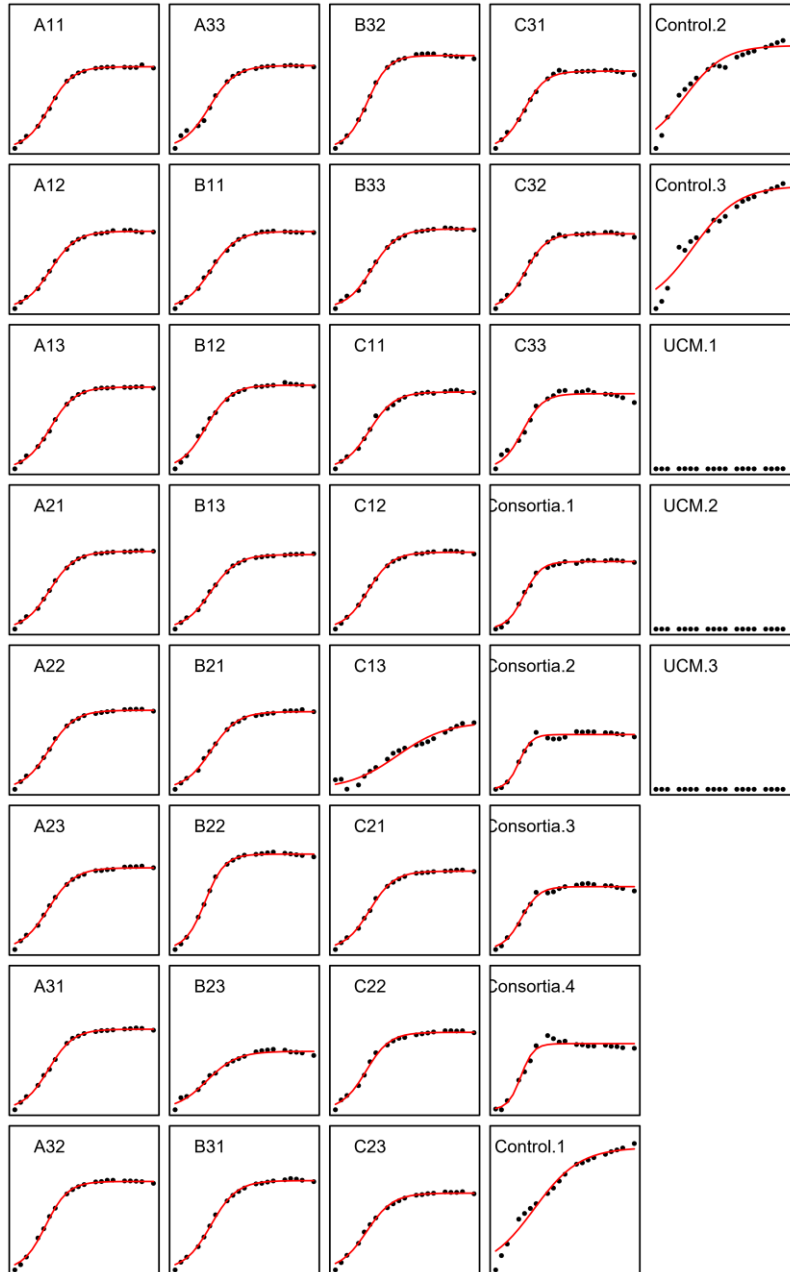 A11
A33
B32
C31
Control.2
A12
B11
B33
C32
Control.3
A13
B12
C11
C33
UCM.1
A21
B13
C12
Consortia.1
UCM.2
A22
B21
C13
Consortia.2
UCM.3
A23
B22
C21
Consortia.3
A31
B23
C22
Consortia.4
A32
B31
C23
Control.1